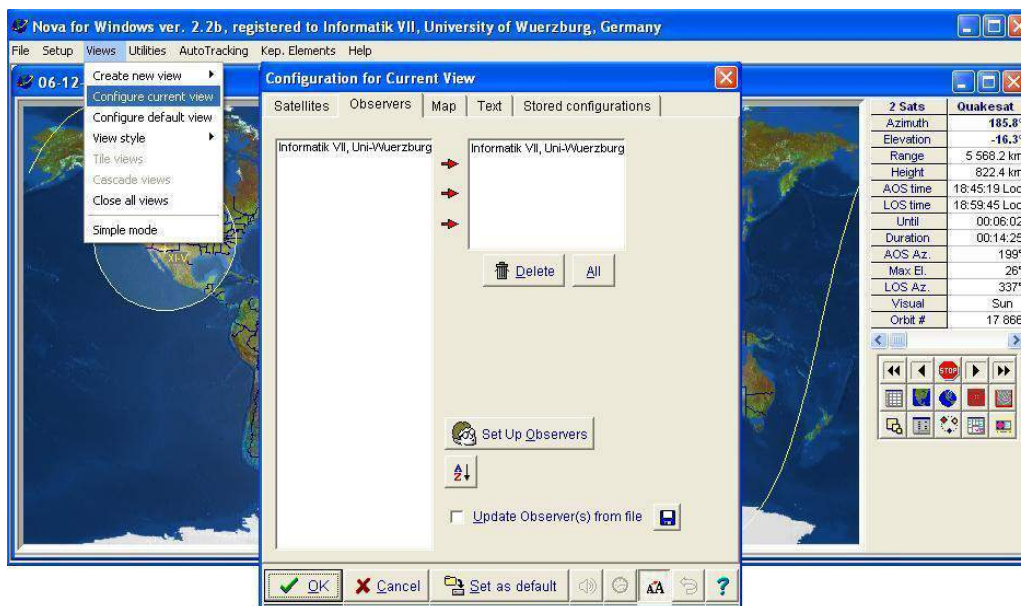 Nova for Windows ver. 2.2b, registered to Informatik VII, University of Wuerzburg, Germany
File Setup Views Utilities AutoTracking Kep. Elements Help
06-12-
Create new view
Configure current view
Configure default view
View style
Tile views
Cascade views
Close all views
Simple mode
XI-V
Configuration for Current View
Satellites Observers Map Text Stored configurations
Informatik VII, Uni-Wuerzburg
Informatik VII, Uni-Wuerzburg
Delete All
Set Up Observers
A
Z
Update Observer(s) from file
OK Cancel Set as default AA ?
2 Sats Quakesat
Azimuth 185.8°
Elevation -16.3°
Range 5 568.2 km
Height 822.4 km
AOS time 18:45:19 Loc
LOS time 18:59:45 Loc
Until 00:06:02
Duration 00:14:25
AOS Az. 199°
Max El. 26°
LOS Az. 337°
Visual Sun
Orbit # 17 866
STOP